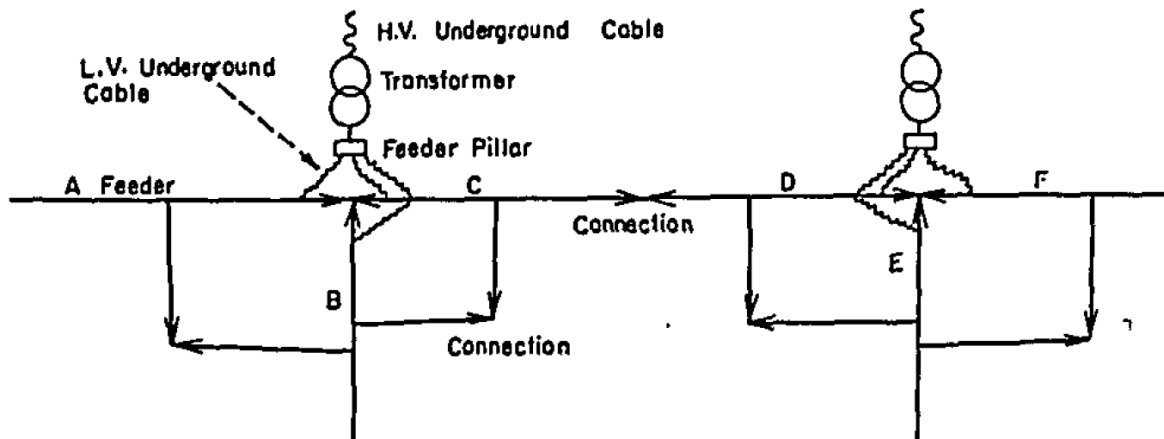 H.V. Underground Cable
L.V. Underground
Cable
Transformer
Feeder Pillar
A Feeder
C
D
F
Connection
B
E
Connection